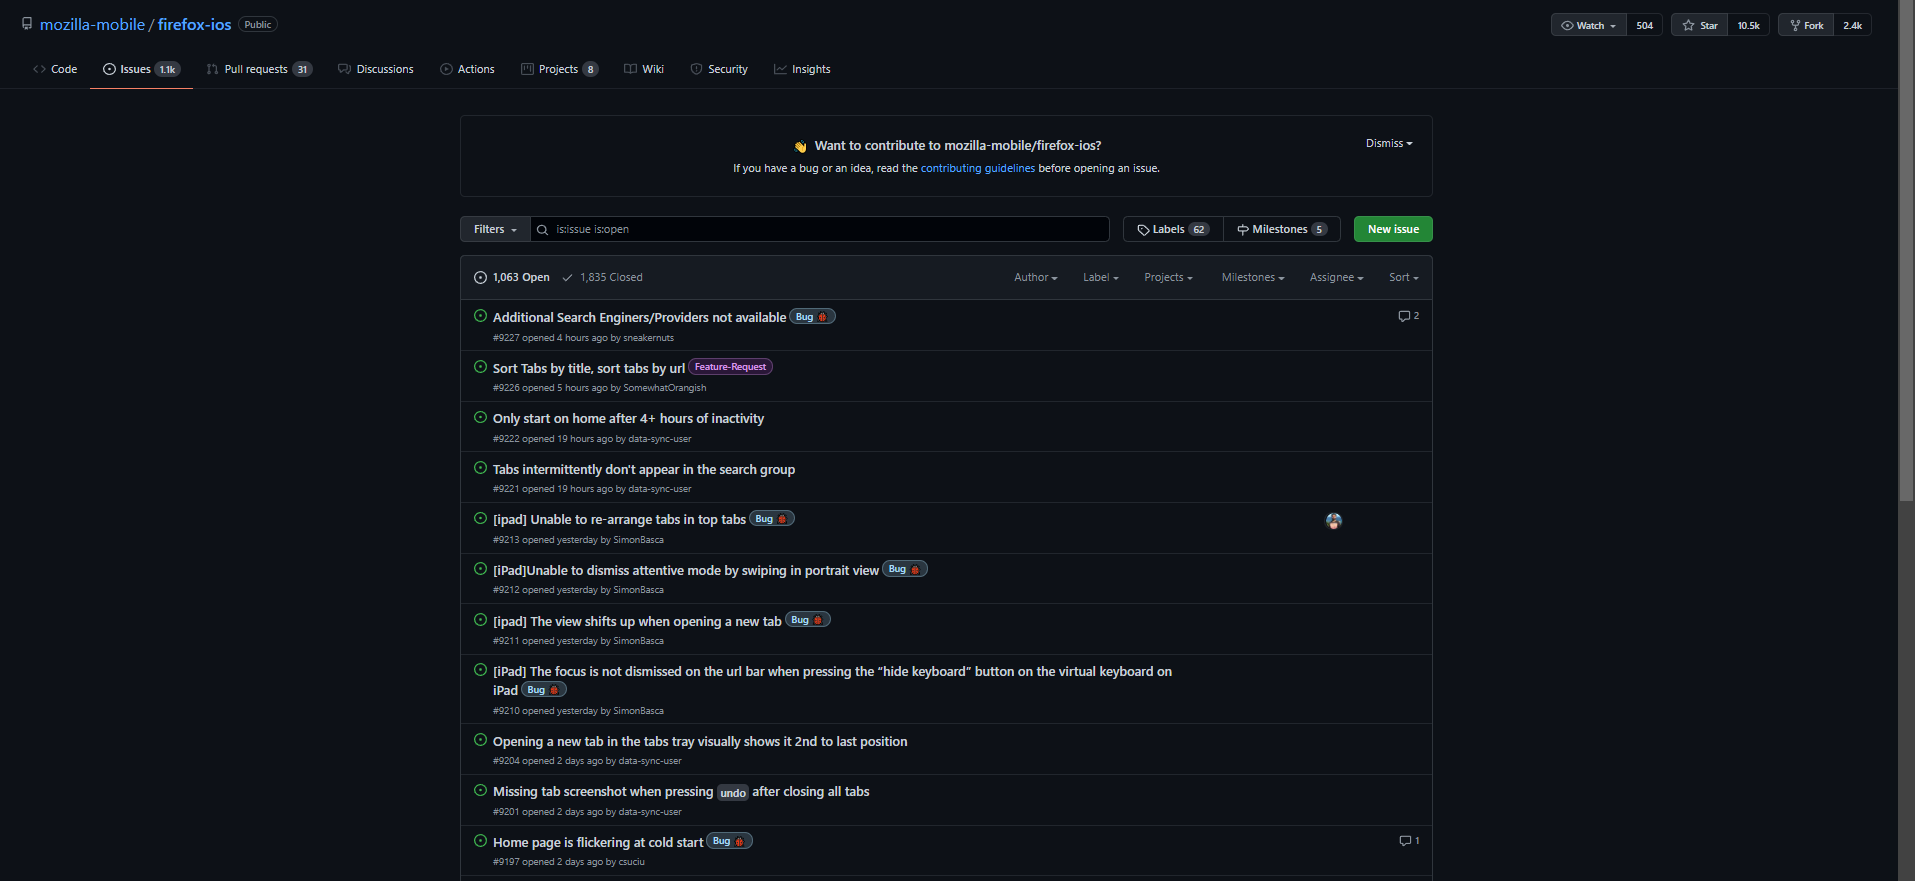 mozilla-mobile / firefox-ios Public
Watch 504 Star 10.5k Fork 2.4k
Code Issues 1.1k Pull requests 31 Discussions Actions Projects 8 Wiki Security Insights
Want to contribute to mozilla-mobile/firefox-ios?
Dismiss
If you have a bug or an idea, read the contributing guidelines before opening an issue.
Filters is:issue is:open Labels 62 Milestones 5 New issue
1,063 Open 1,835 Closed Author Label Projects Milestones Assignee Sort
Additional Search Enginers/Providers not available Bug 2
#9227 opened 4 hours ago by sneakernuts
Sort Tabs by title, sort tabs by url Feature-Request
#9226 opened 5 hours ago by SomewhatOrangish
Only start on home after 4+ hours of inactivity
#9222 opened 19 hours ago by data-sync-user
Tabs intermittently don't appear in the search group
#9221 opened 19 hours ago by data-sync-user
[ipad] Unable to re-arrange tabs in top tabs Bug
#9213 opened yesterday by SimonBasca
[iPad]Unable to dismiss attentive mode by swiping in portrait view Bug
#9212 opened yesterday by SimonBasca
[ipad] The view shifts up when opening a new tab Bug
#9211 opened yesterday by SimonBasca
[iPad] The focus is not dismissed on the url bar when pressing the “hide keyboard” button on the virtual keyboard on
iPad Bug
#9210 opened yesterday by SimonBasca
Opening a new tab in the tabs tray visually shows it 2nd to last position
#9204 opened 2 days ago by data-sync-user
Missing tab screenshot when pressing undo after closing all tabs
#9201 opened 2 days ago by data-sync-user
Home page is flickering at cold start Bug 1
#9197 opened 2 days ago by csuciu